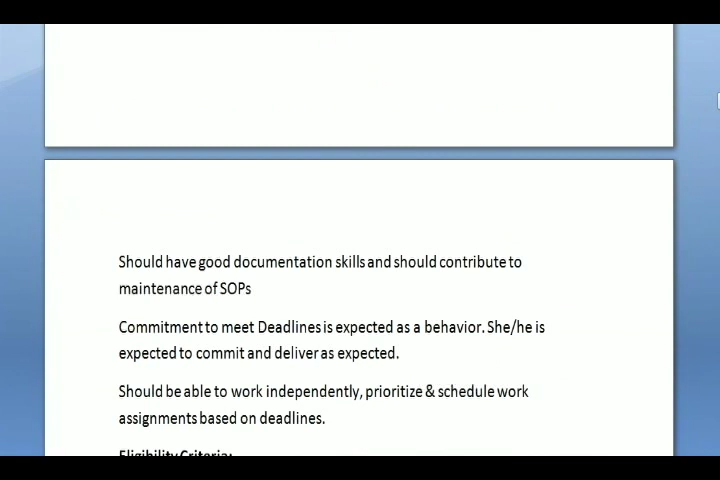 Should have good documentation skills and should contribute to
maintenance of SOPs
Commitment to meet Deadlines is expected as a behavior. She/he is
expected to commit and deliver as expected.
Should be able to work independently, prioritize & schedule work
assignments based on deadlines.
Eligibility Criteria: